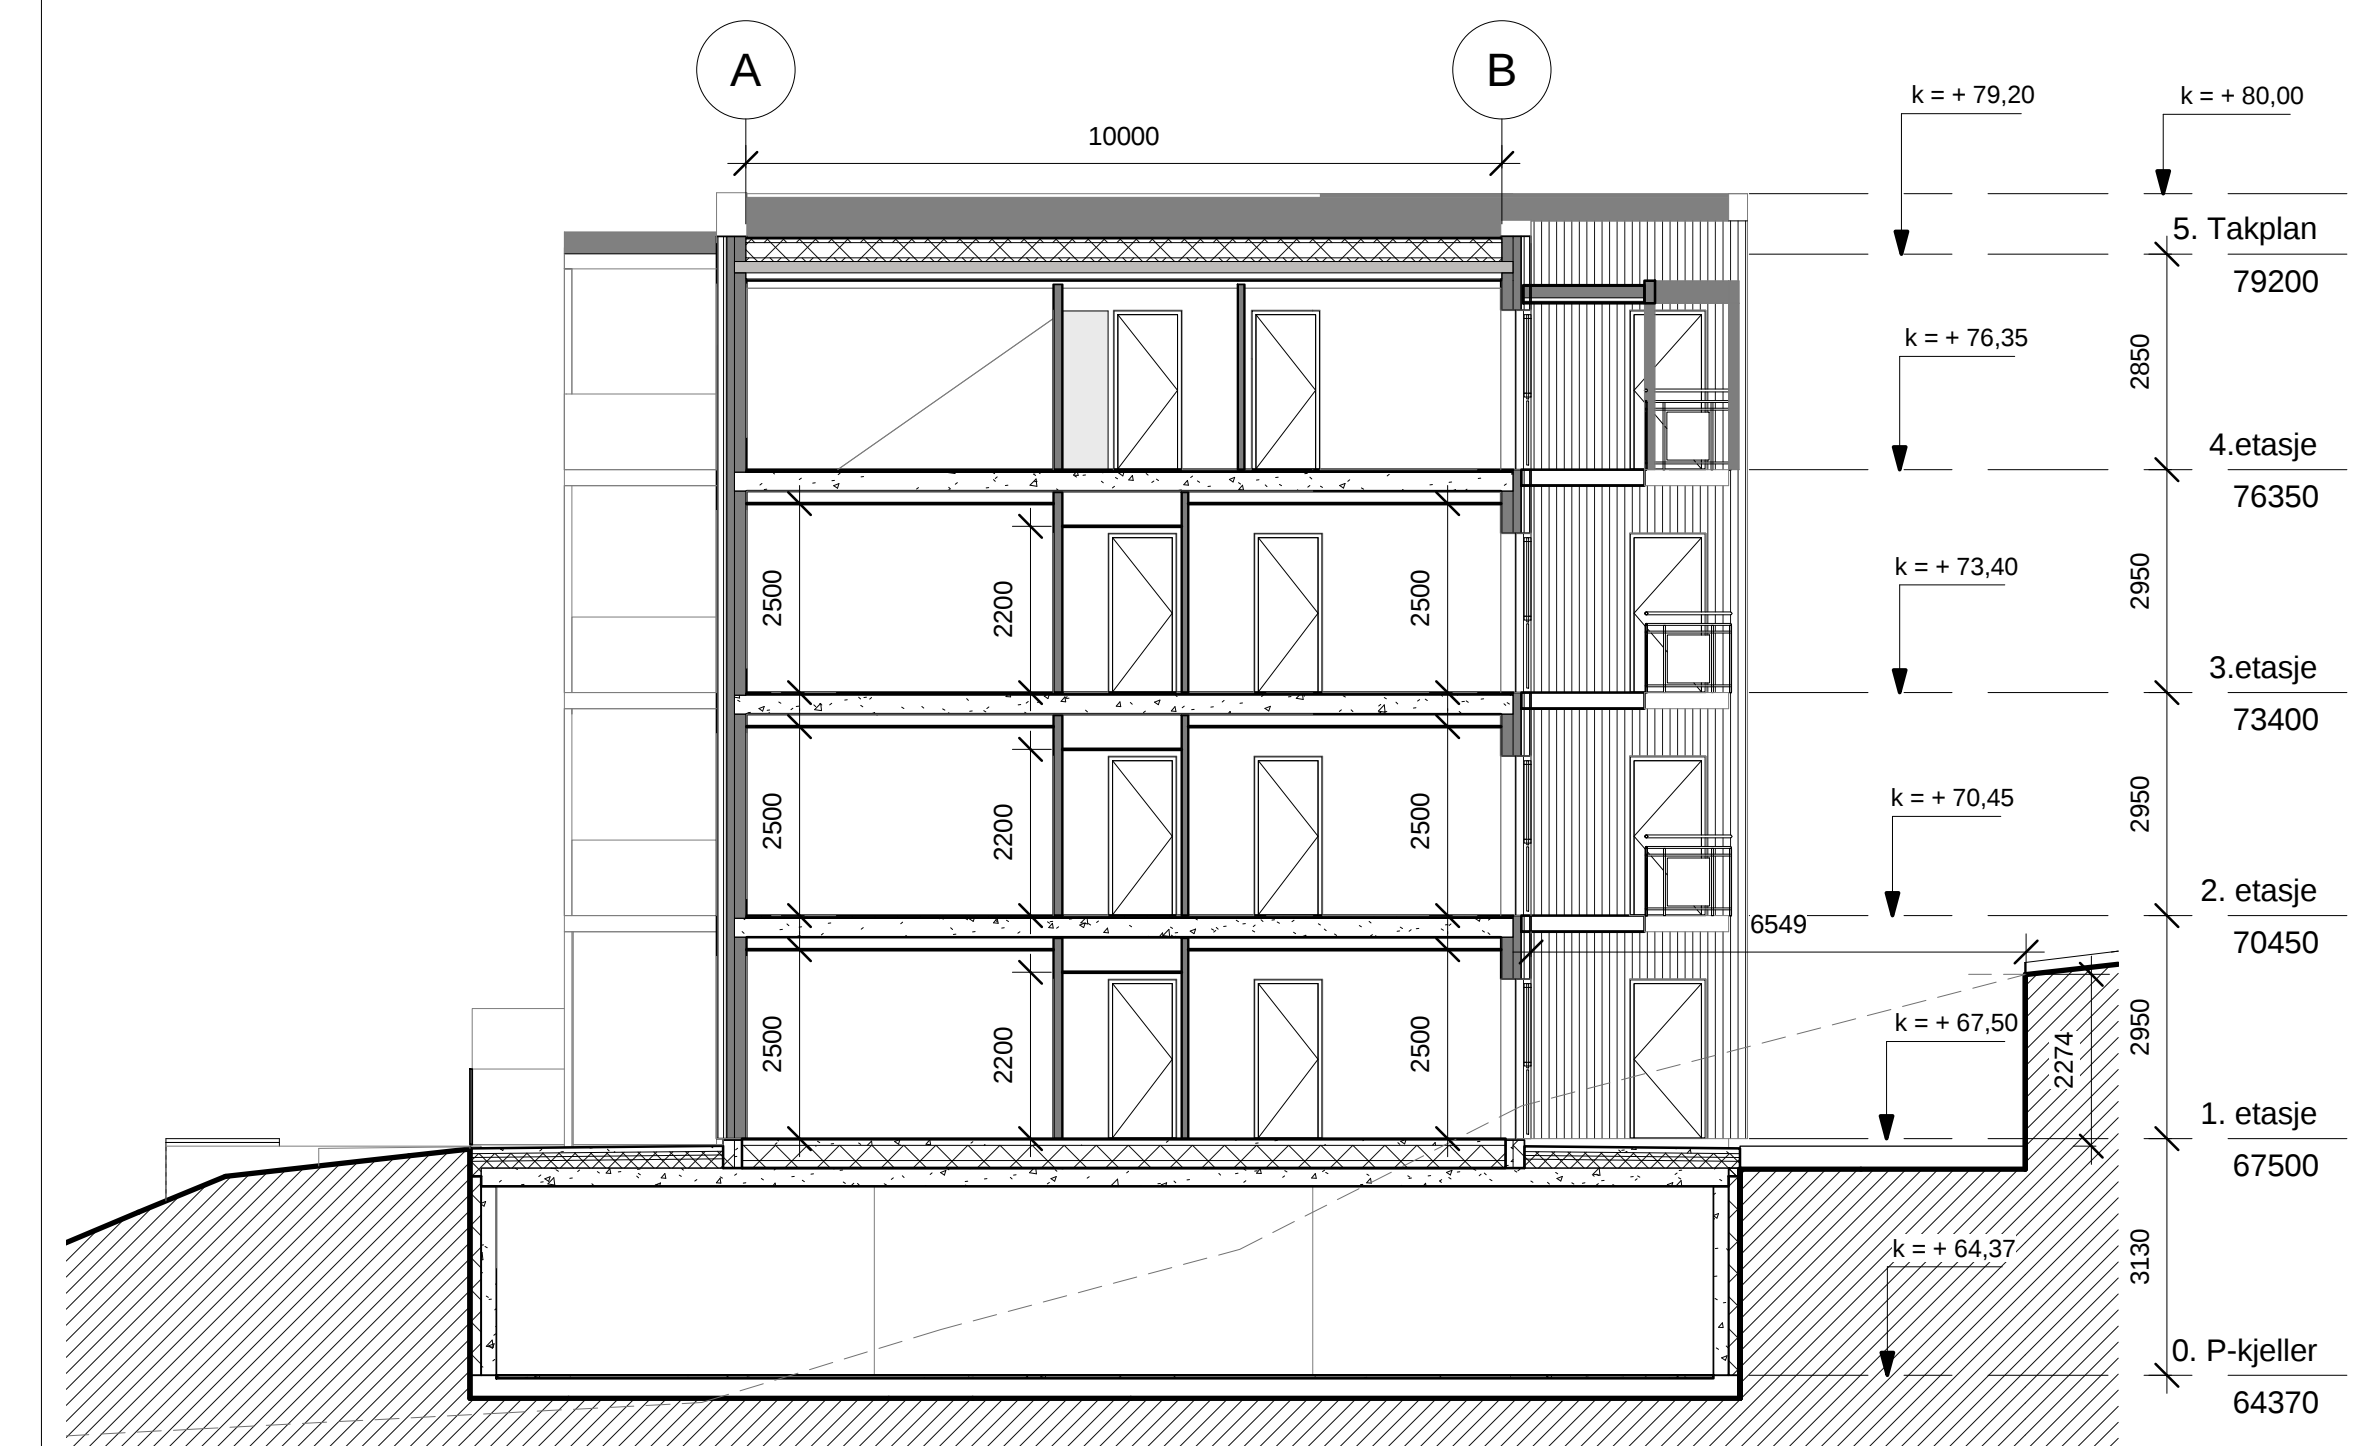 A
B
k = + 79,20
k = + 80,00
10000
5. Takplan
79200
k = + 76,35
2850
4.etasje
76350
k = + 73,40
2500
2200
2500
2950
3.etasje
73400
k = + 70,45
2500
2200
2500
2950
2. etasje
6549
70450
k = + 67,50
2500
2200
2500
2274
2950
1. etasje
67500
k = + 64,37
3130
0. P-kjeller
64370